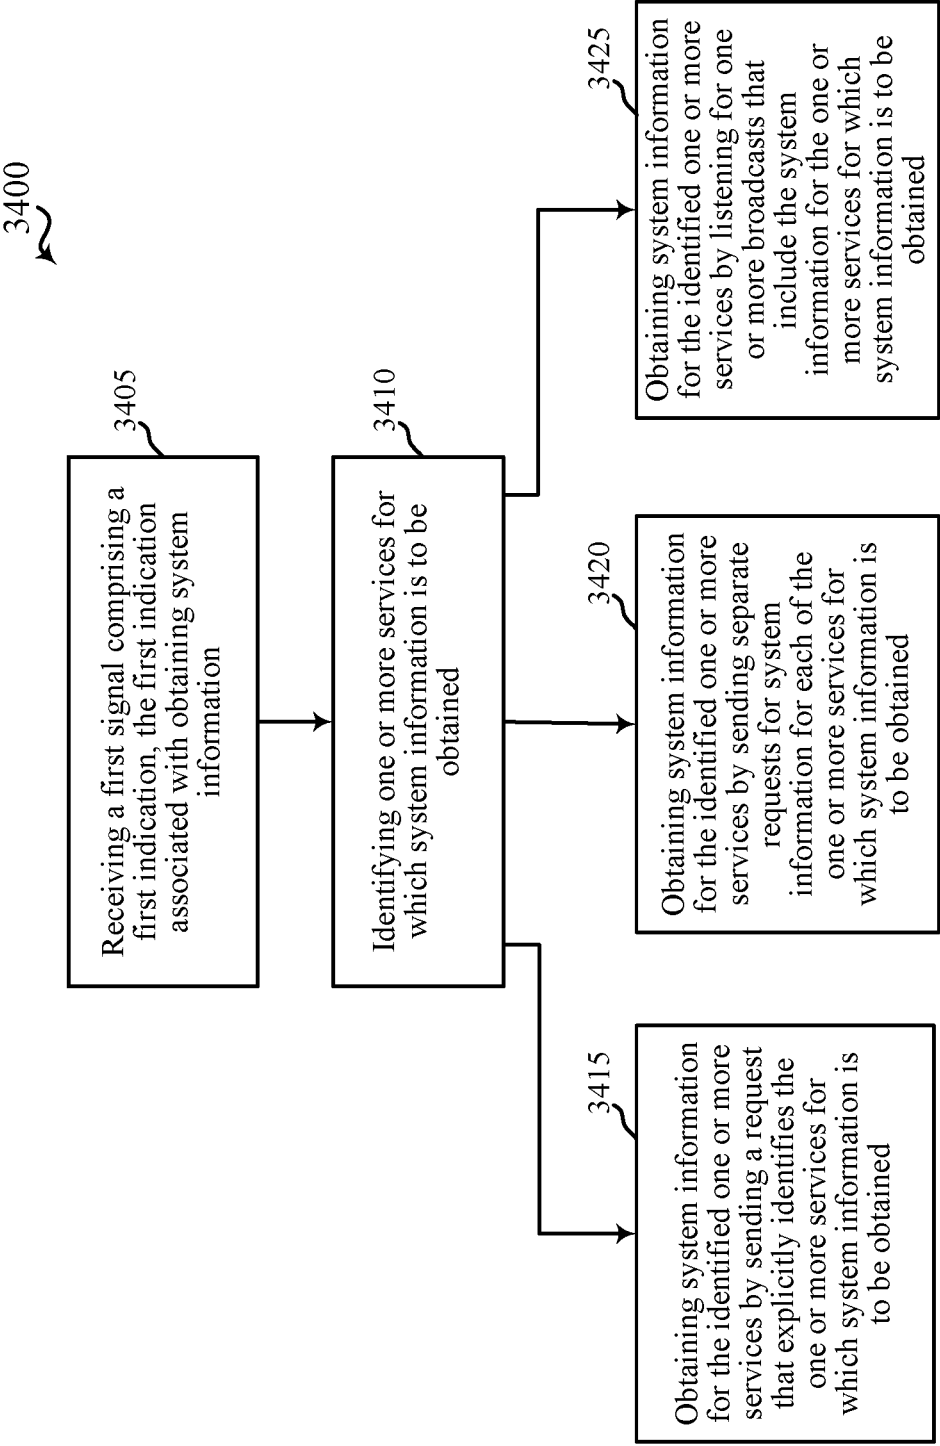 3400
3405
Receiving a first signal comprising a
first indication, the first indication
associated with obtaining system
information
3410
Identifying one or more services for
which system information is to be
obtained
3415
Obtaining system information
for the identified one or more
services by sending a request
that explicitly identifies the
one or more services for
which system information is
to be obtained
3420
Obtaining system information
for the identified one or more
services by sending separate
requests for system
information for each of the
one or more services for
which system information is
to be obtained
3425
Obtaining system information
for the identified one or more
services by listening for one
or more broadcasts that
include the system
information for the one or
more services for which
system information is to be
obtained